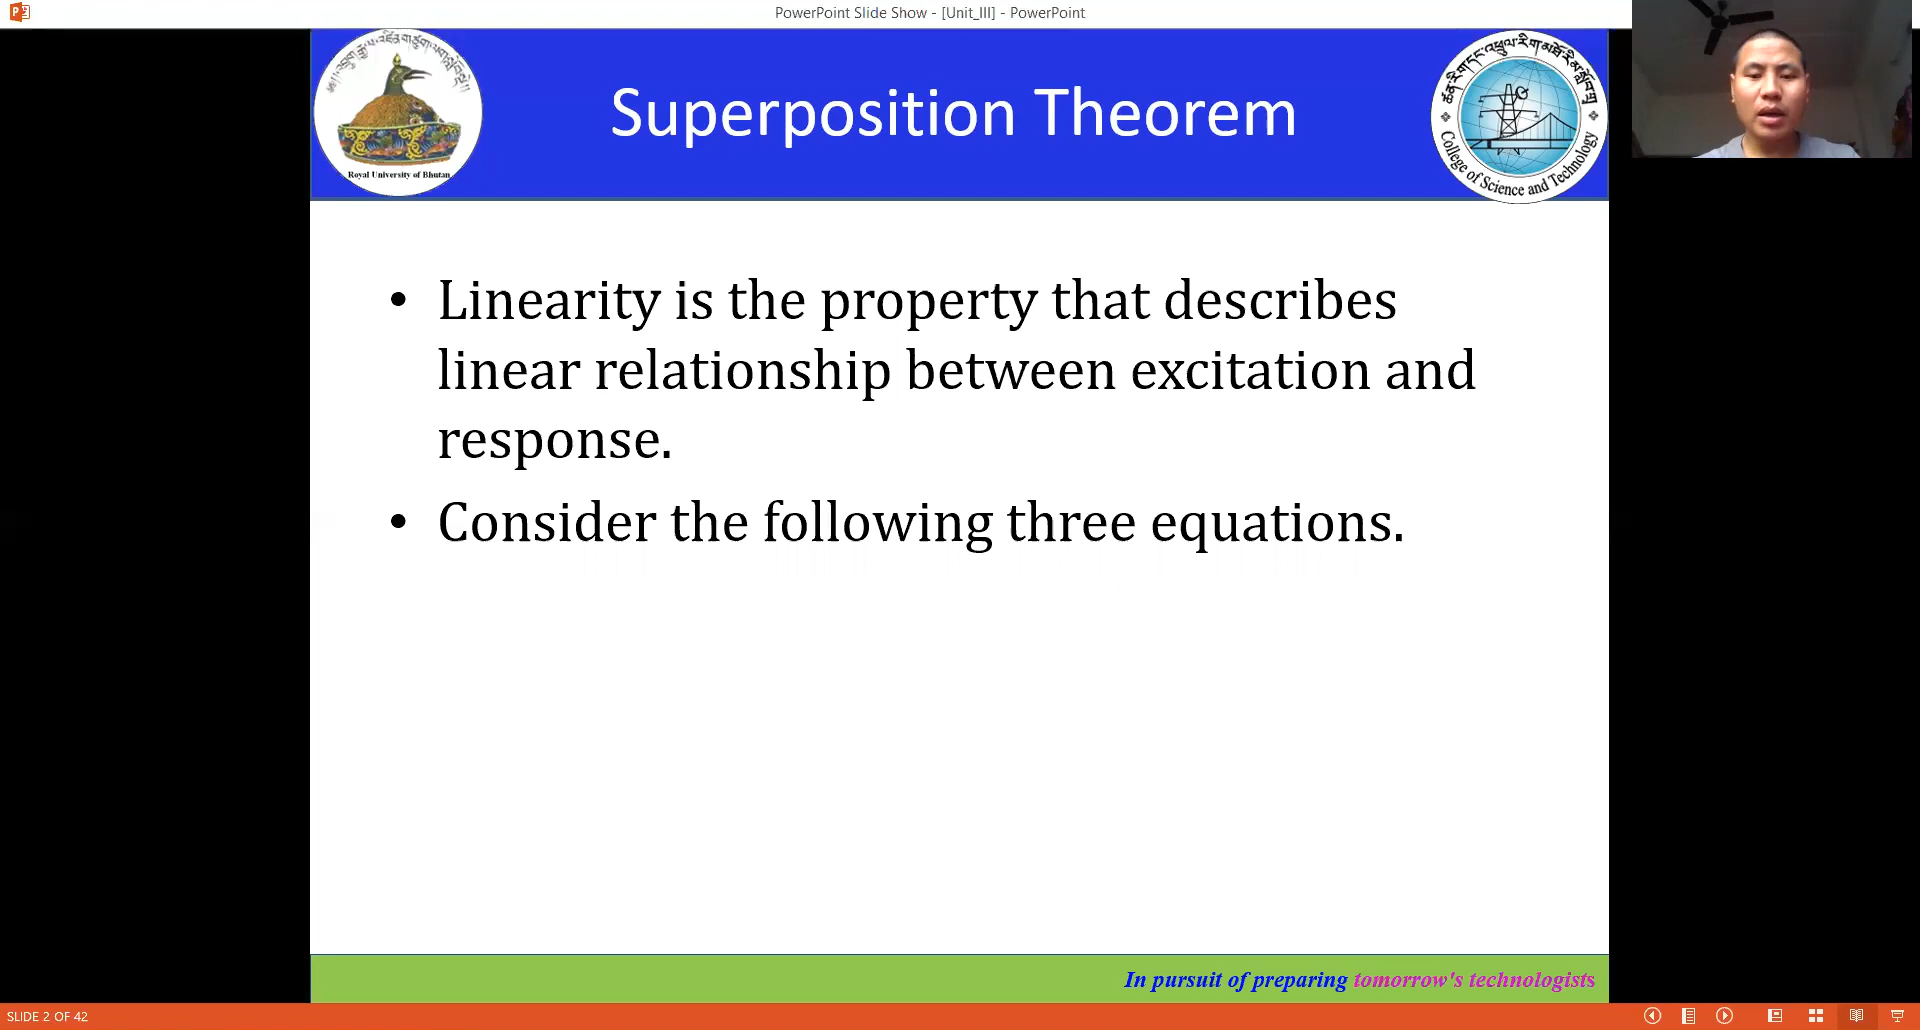 PowerPoint Slide Show - [Unit_III] - PowerPoint
Superposition Theorem
Royal University of Bhutan
College of Science and Technology
• Linearity is the property that describes
linear relationship between excitation and
response.
• Consider the following three equations.
In pursuit of preparing tomorrow's technologists
SLIDE 2 OF 42